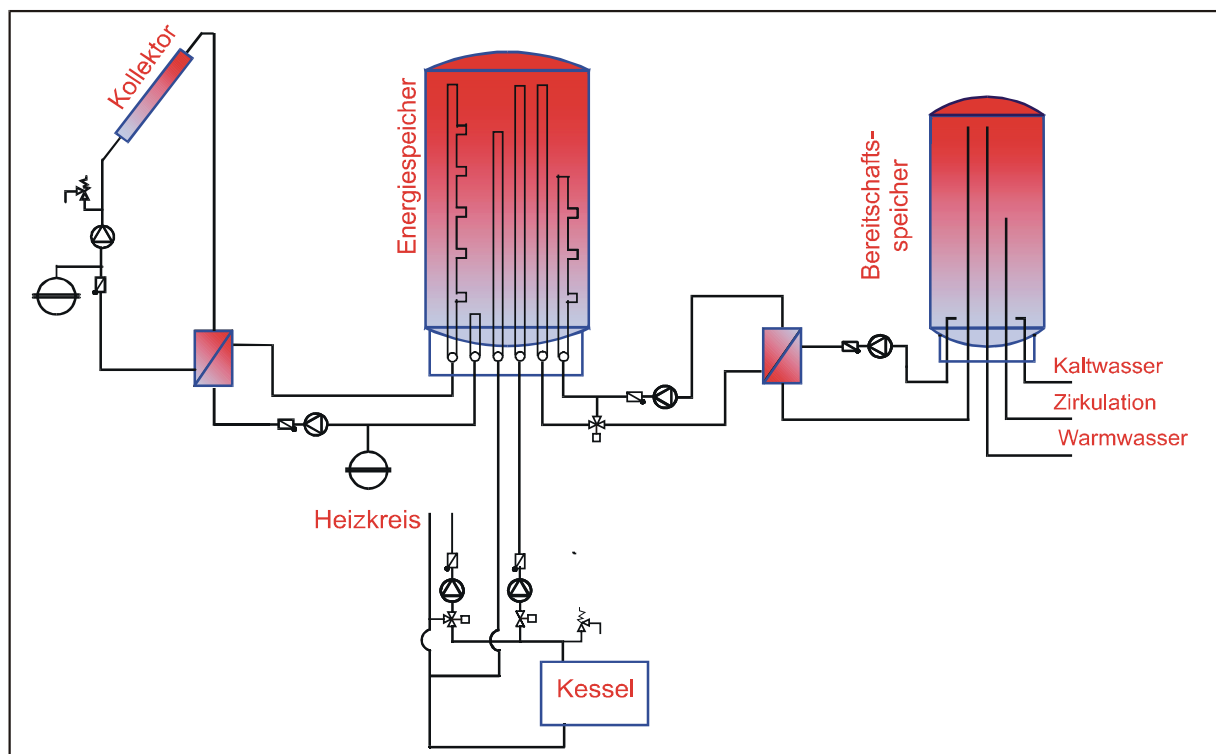 Kollektor
Energiespeicher
Bereitschafts-
speicher
Kaltwasser
Zirkulation
Warmwasser
Heizkreis
Kessel